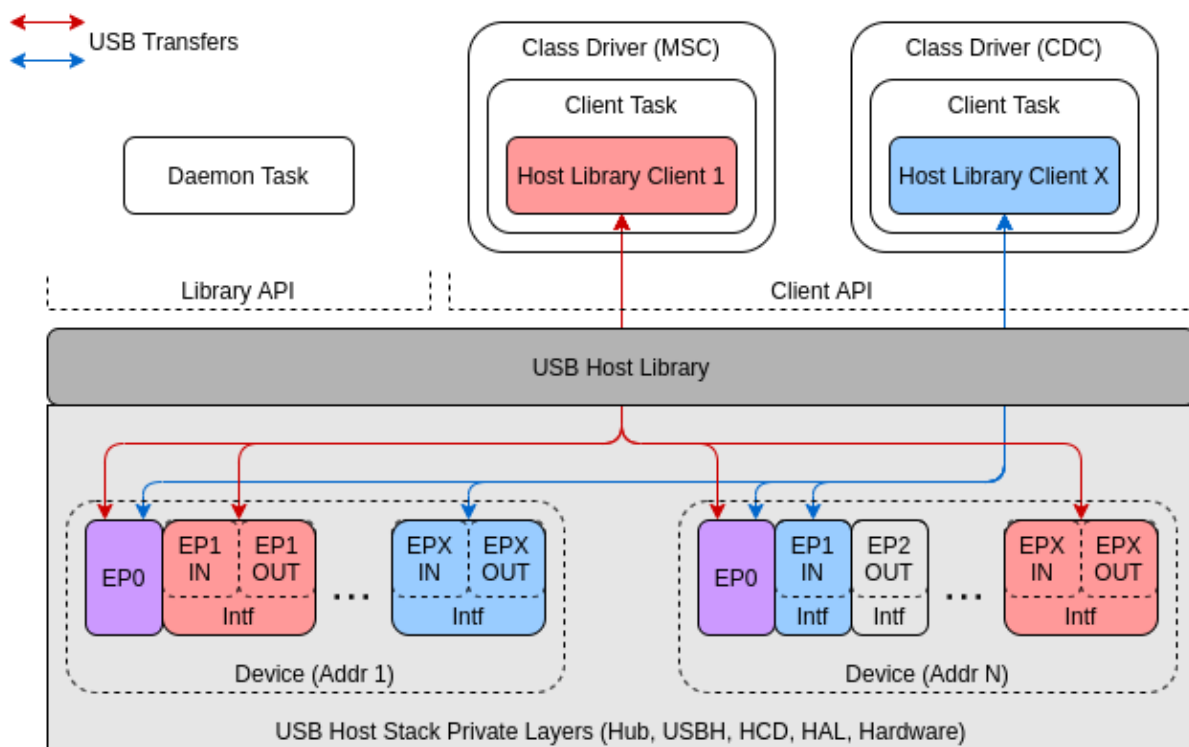 USB Transfers
Class Driver (MSC)
Class Driver (CDC)
Client Task
Client Task
Daemon Task
Host Library Client 1
Host Library Client X
Library API
Client API
USB Host Library
EP0
EP1 IN
EP1 OUT
Intf
...
EPX IN
EPX OUT
Intf
Device (Addr 1)
EP0
EP1 IN
Intf
EP2 OUT
Intf
...
EPX IN
EPX OUT
Intf
Device (Addr N)
USB Host Stack Private Layers (Hub, USBH, HCD, HAL, Hardware)